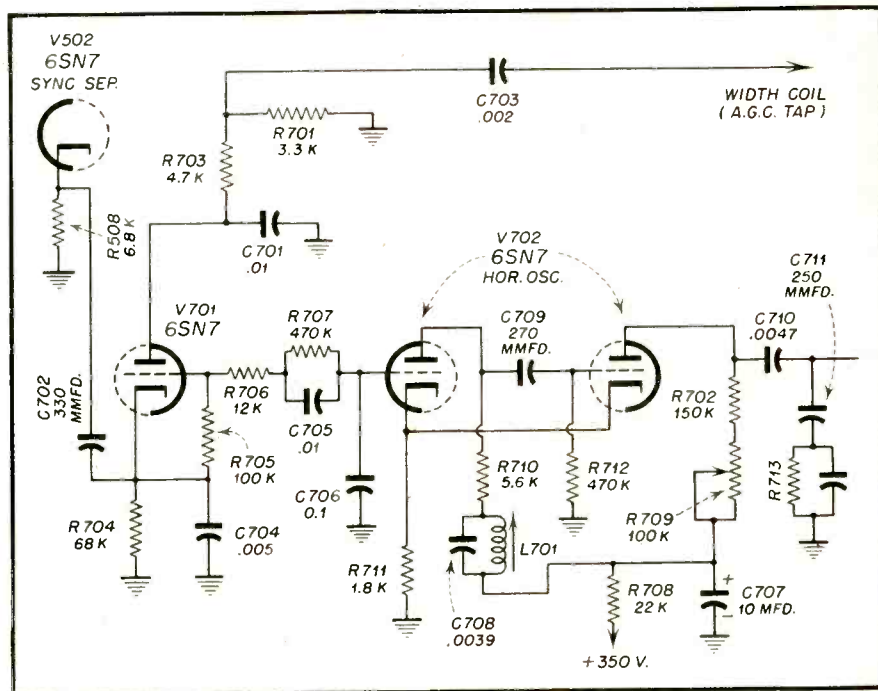 V502
6SN7
SYNC SEP.
C703
.002
WIDTH COIL
(A.G.C. TAP)
R701
3.3 K
R703
4.7 K
R508
6.8 K
C701
.01
V702
6SN7
HOR. OSC.
C711
250
MMFD.
V701
6SN7
R707
470 K
C709
270
MMFD.
C710
.0047
C702
330
MMFD.
R706
12 K
C705
.01
R702
150 K
R705
100 K
C706
0.1
R710
5.6 K
R712
470 K
R713
R709
100 K
R704
68 K
C704
.005
L701
R711
1.8 K
C708
.0039
R708
22 K
+
-
C707
10 MFD.
+350 V.